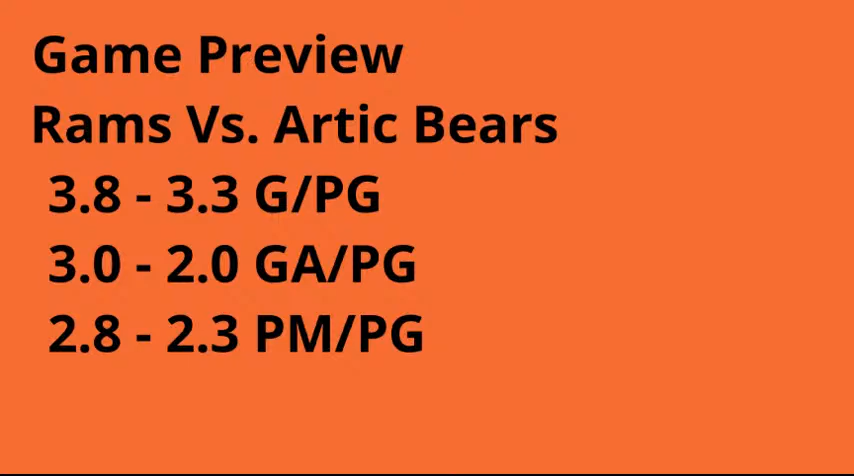 Game Preview
Rams Vs. Artic Bears
3.8 - 3.3 G/PG
3.0 - 2.0 GA/PG
2.8 - 2.3 PM/PG